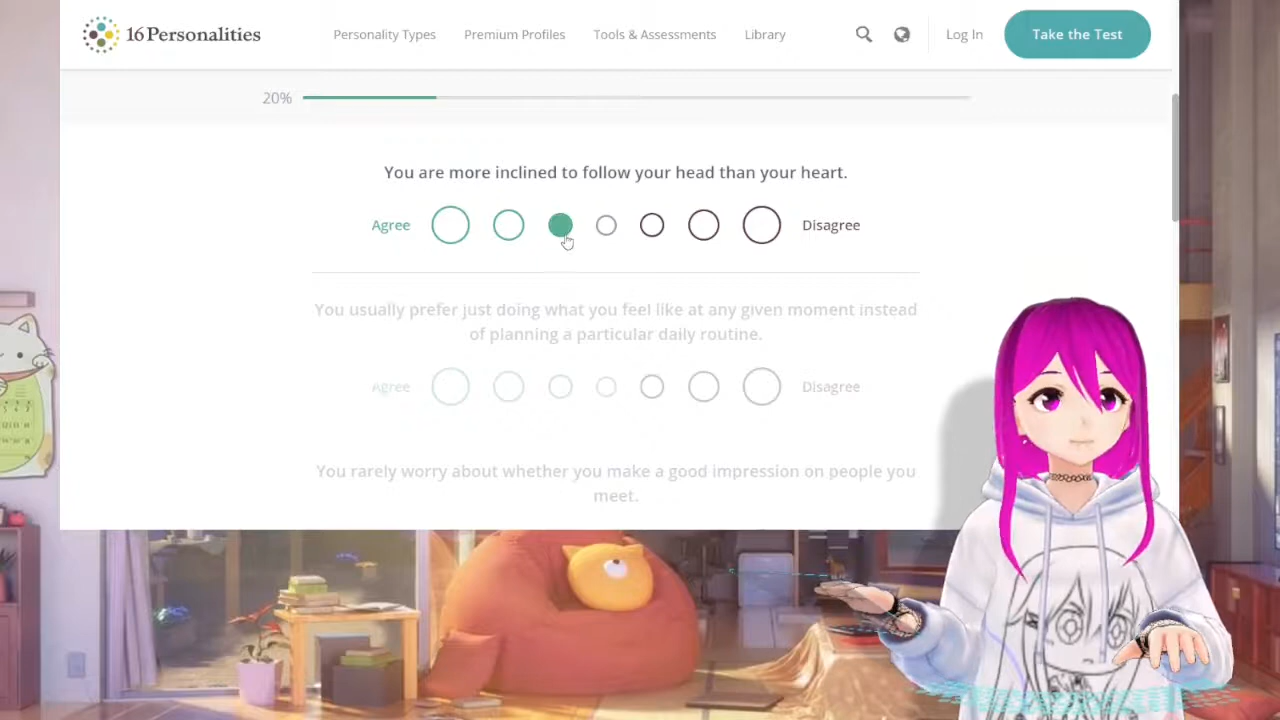 16Personalities
Personality Types Premium Profiles Tools & Assessments Library Log In Take the Test
20%
You are more inclined to follow your head than your heart.
Agree Disagree
You usually prefer just doing what you feel like at any given moment instead
of planning a particular daily routine.
Agree Disagree
You rarely worry about whether you make a good impression on people you
meet.